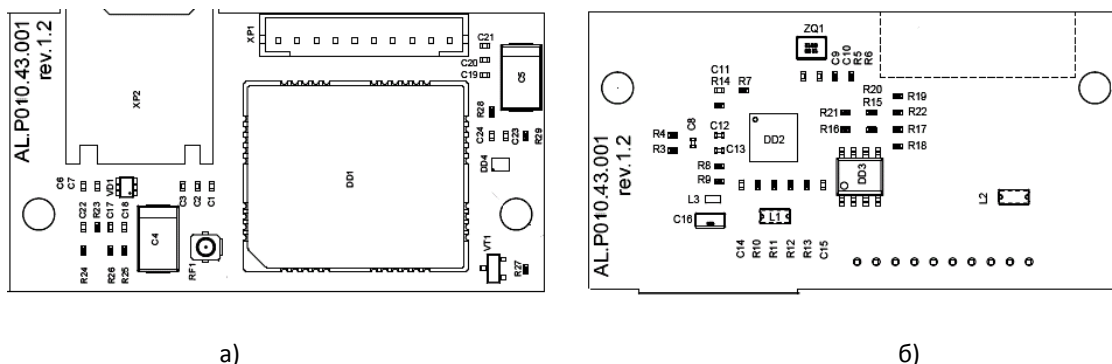 AL.P010.43.001
rev.1.2
XP2
XP1
C21
C20
C19
C5
R28
C24
C23
R29
DD4
DD1
C6
C7
VD1
C3
C2
C1
C22
R23
C17
C18
C4
RF1
R24
R26
R25
VT1
R27
а)
AL.P010.43.001
rev.1.2
ZQ1
C9
C10
R5
R6
C11
R14
R7
R20
R15
R19
R21
R22
R16
R17
R18
R4
R3
C8
C12
C13
DD2
DD3
R8
R9
L3
C16
L1
L2
C14
R10
R11
R12
R13
C15
б)